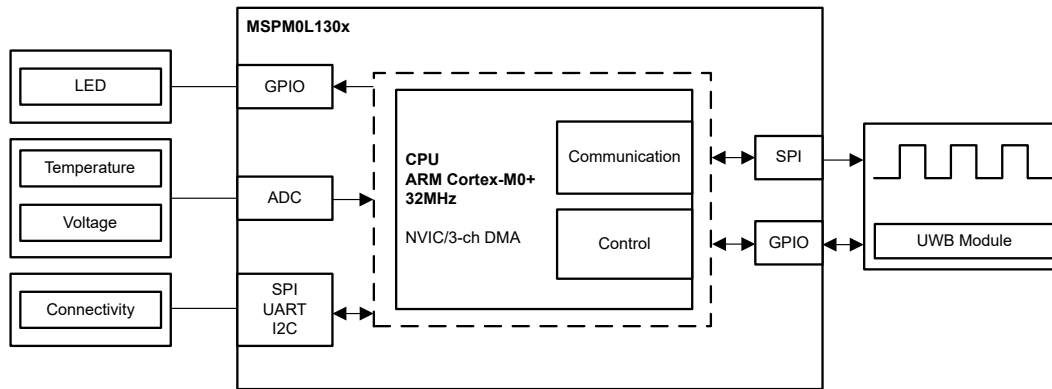 MSPM0L130x
LED
GPIO
Temperature
Voltage
ADC
Connectivity
SPI
UART
I2C
CPU
ARM Cortex-M0+
32MHz
NVIC/3-ch DMA
Communication
Control
SPI
GPIO
UWB Module